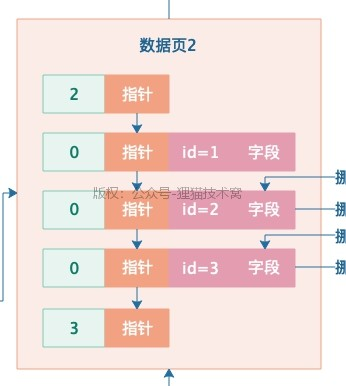 数据页2
2 指针
0 指针 id=1 字段
版权：公众号-狸猫技术窝
0 指针 id=2 字段
0 指针 id=3 字段
3 指针